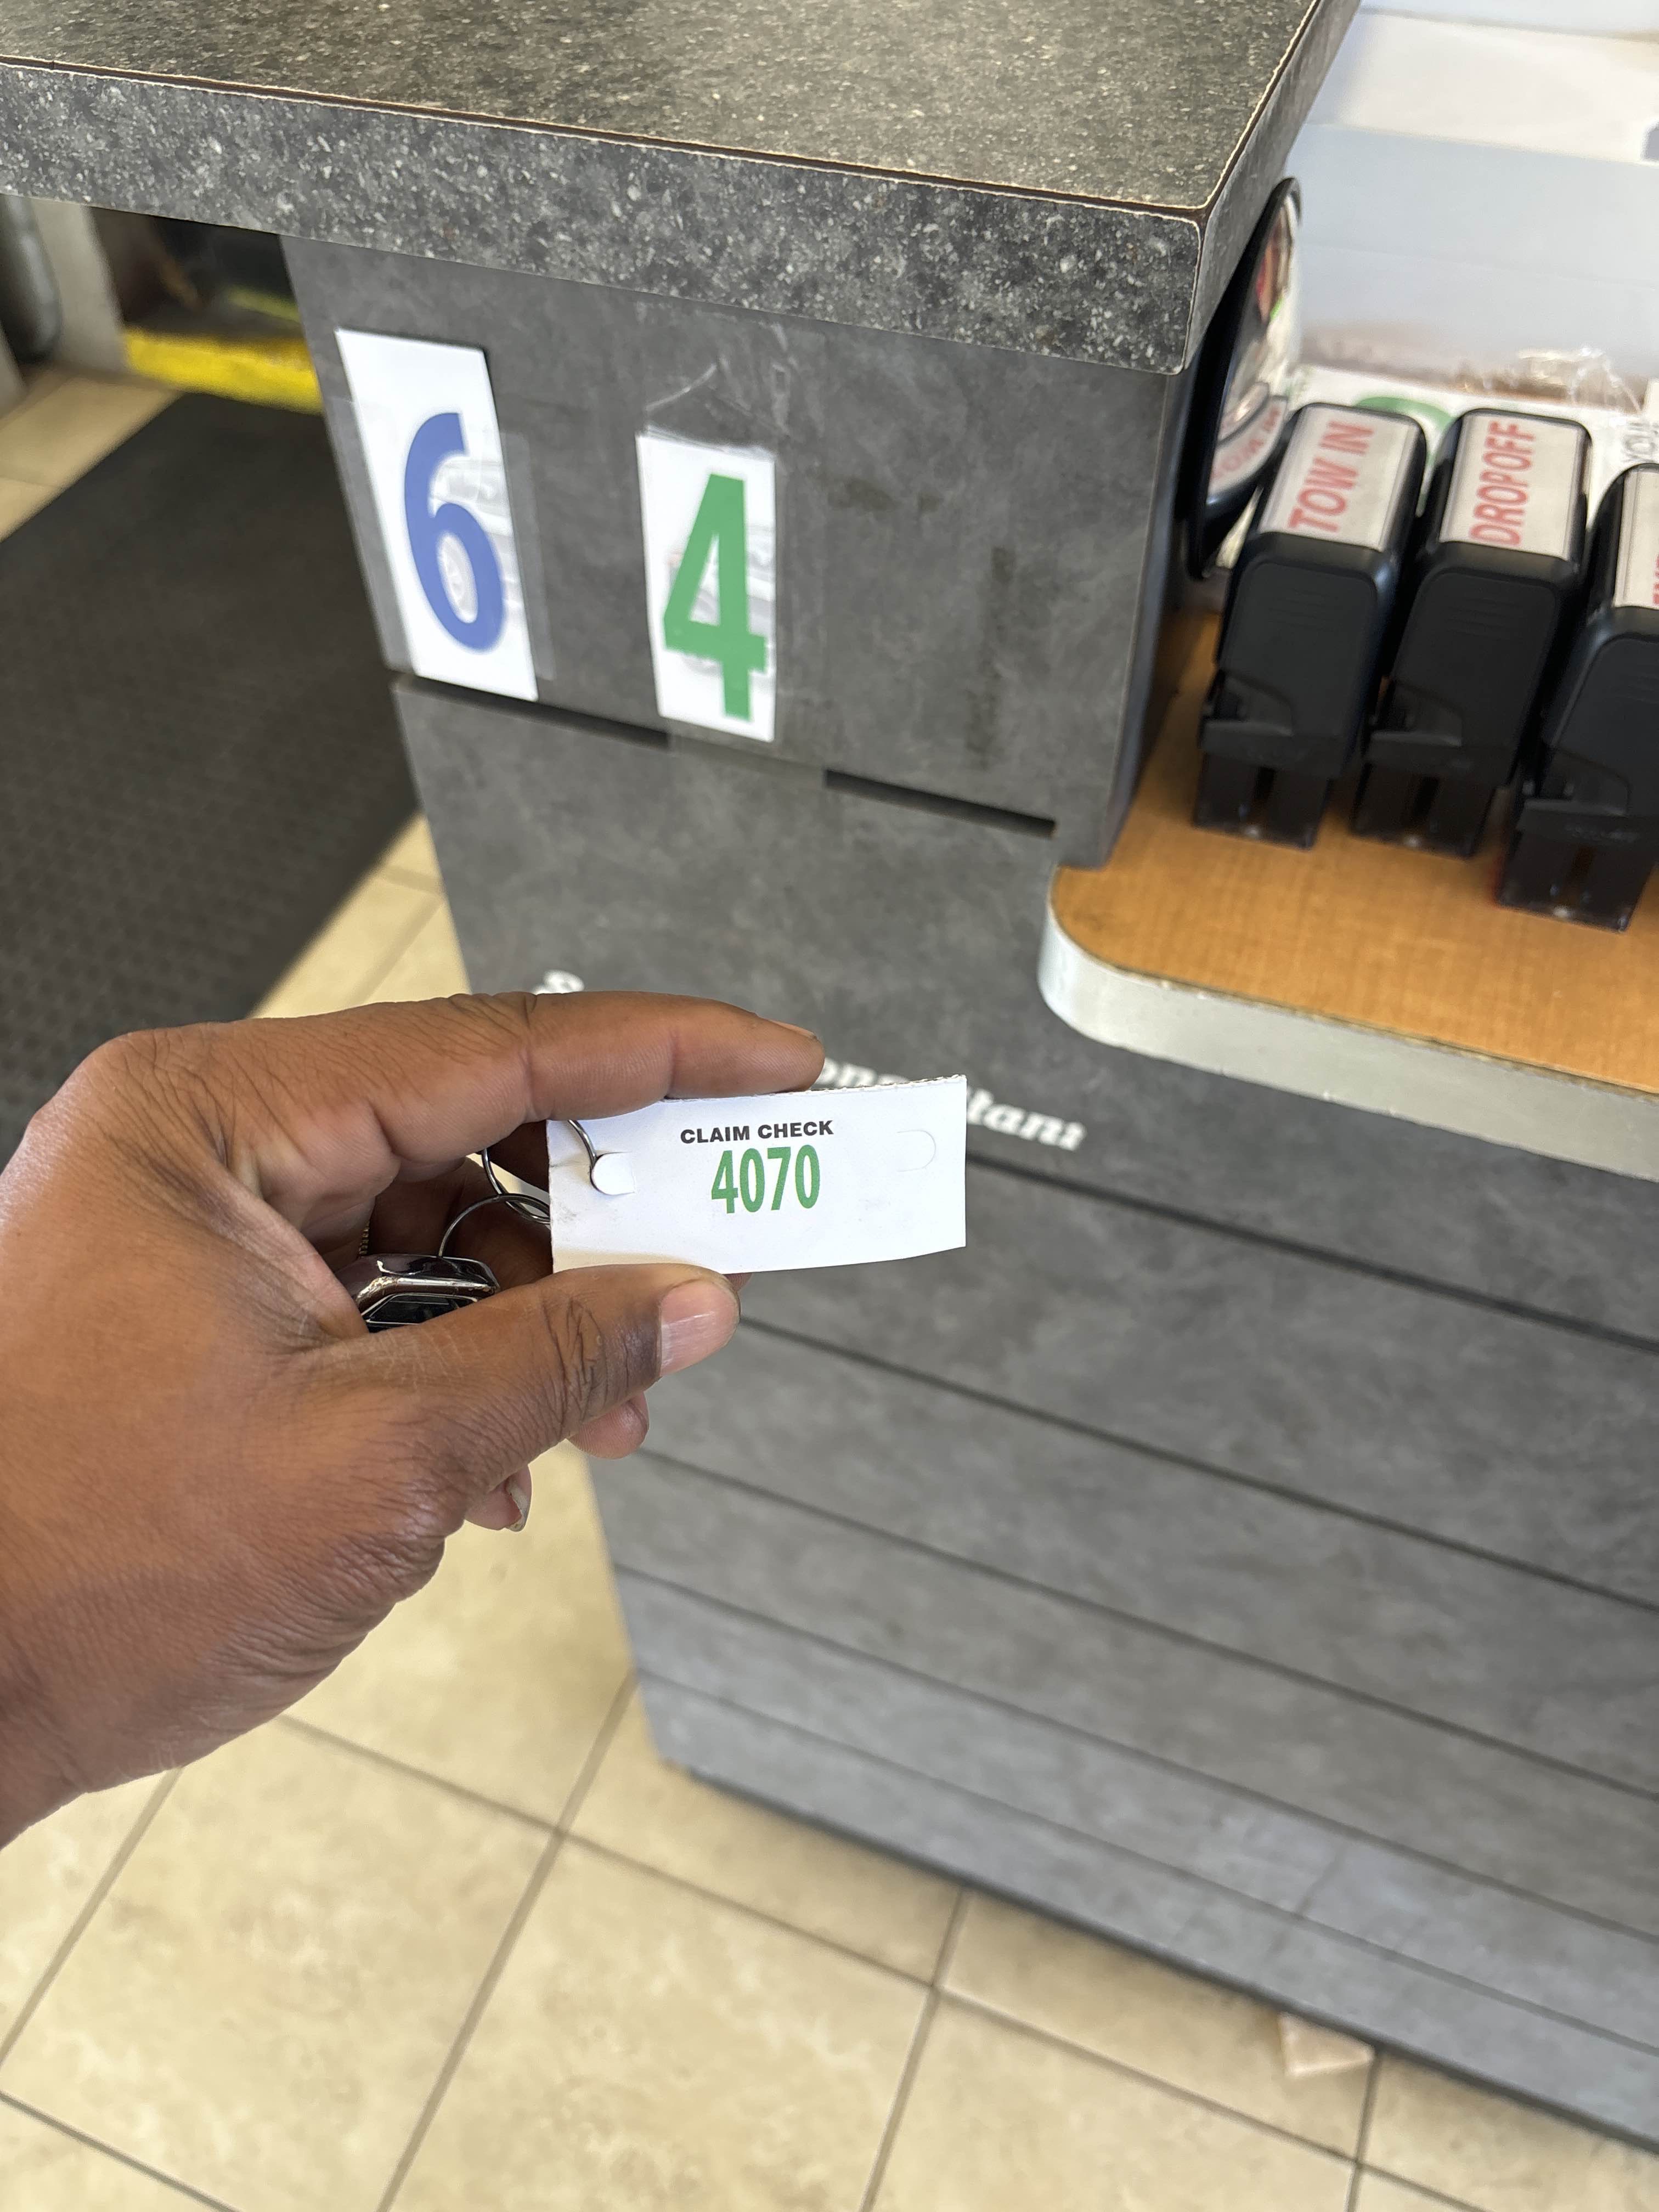 6
4
TOW IN
DROPOFF
CLAIM CHECK
4070